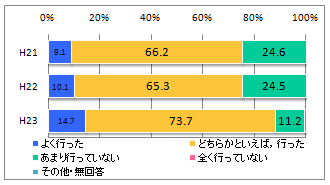 0% 20% 40% 60% 80% 100%
H21 9.1 66.2 24.6
H22 10.1 65.3 24.5
H23 14.7 73.7 11.2
よく行った どちらかといえば，行った
あまり行っていない 全く行っていない
その他・無回答